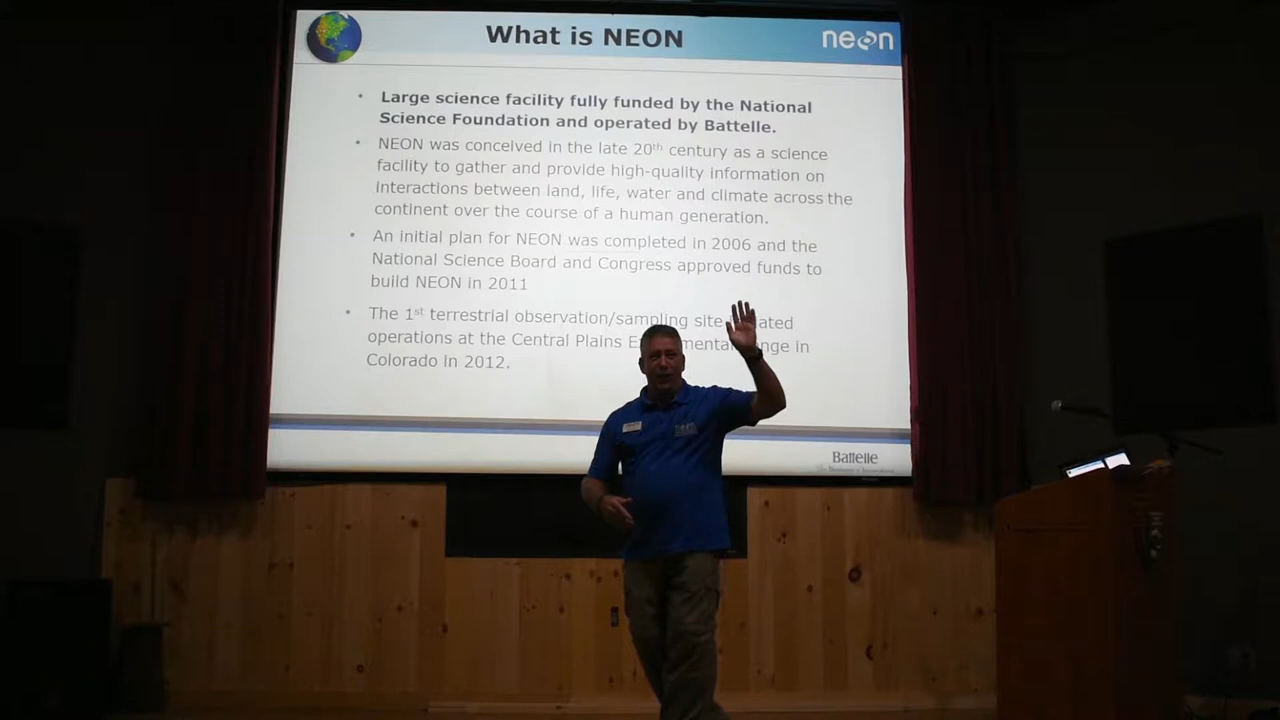 What is NEON
neon
• Large science facility fully funded by the National
Science Foundation and operated by Battelle.
• NEON was conceived in the late 20th century as a science
facility to gather and provide high-quality information on
interactions between land, life, water and climate across the
continent over the course of a human generation.
• An initial plan for NEON was completed in 2006 and the
National Science Board and Congress approved funds to
build NEON in 2011
• The 1st terrestrial observation/sampling site
operations at the Central Plains
in
Colorado in 2012.
Battelle